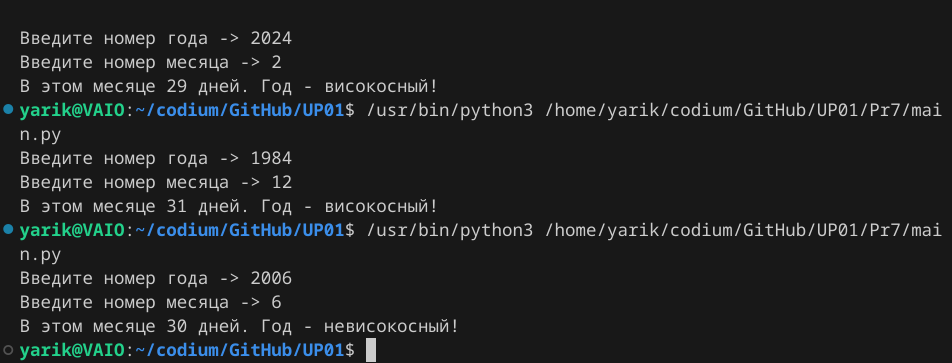 Введите номер года -> 2024
Введите номер месяца -> 2
В этом месяце 29 дней. Год - високосный!
yarik@VAIO:~/codium/GitHub/UP01$ /usr/bin/python3 /home/yarik/codium/GitHub/UP01/Pr7/mai
n.py
Введите номер года -> 1984
Введите номер месяца -> 12
В этом месяце 31 дней. Год - високосный!
yarik@VAIO:~/codium/GitHub/UP01$ /usr/bin/python3 /home/yarik/codium/GitHub/UP01/Pr7/mai
n.py
Введите номер года -> 2006
Введите номер месяца -> 6
В этом месяце 30 дней. Год - невисокосный!
yarik@VAIO:~/codium/GitHub/UP01$